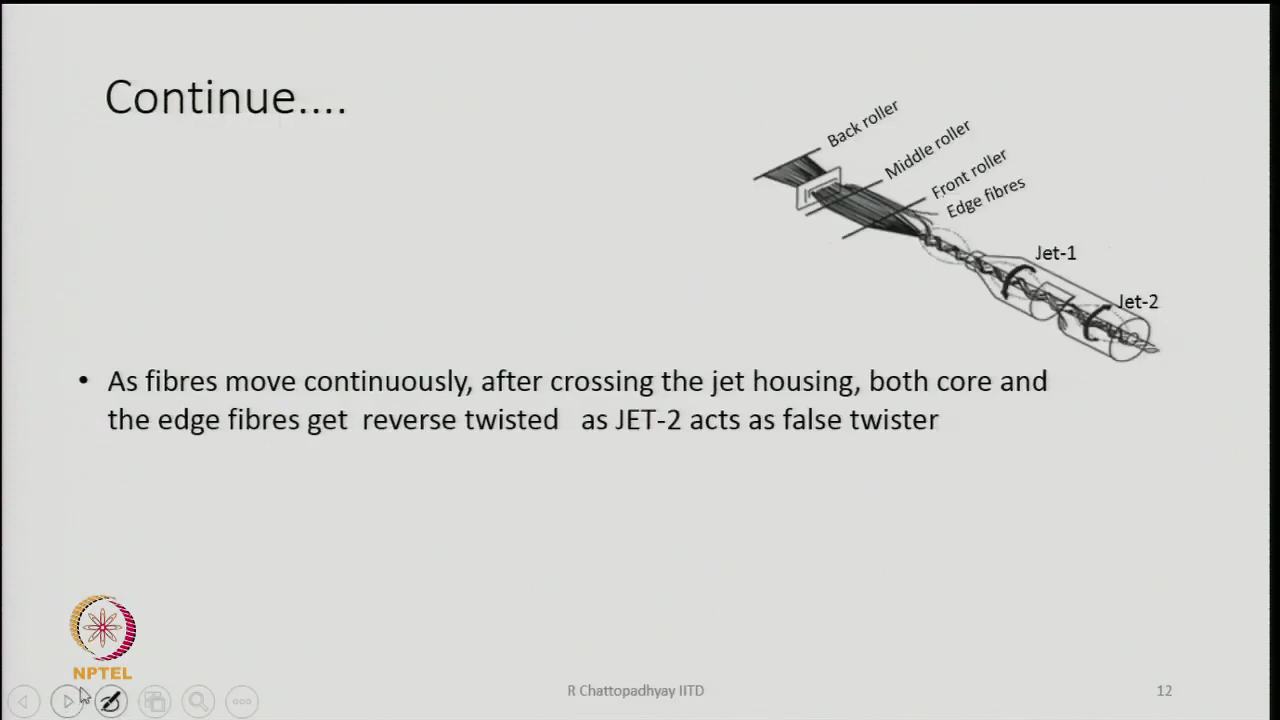 Continue....
Back roller
Middle roller
Front roller
Edge fibres
Jet-1
Jet-2
• As fibres move continuously, after crossing the jet housing, both core and
the edge fibres get reverse twisted as JET-2 acts as false twister
NPTEL
R Chattopadhyay IITD
12